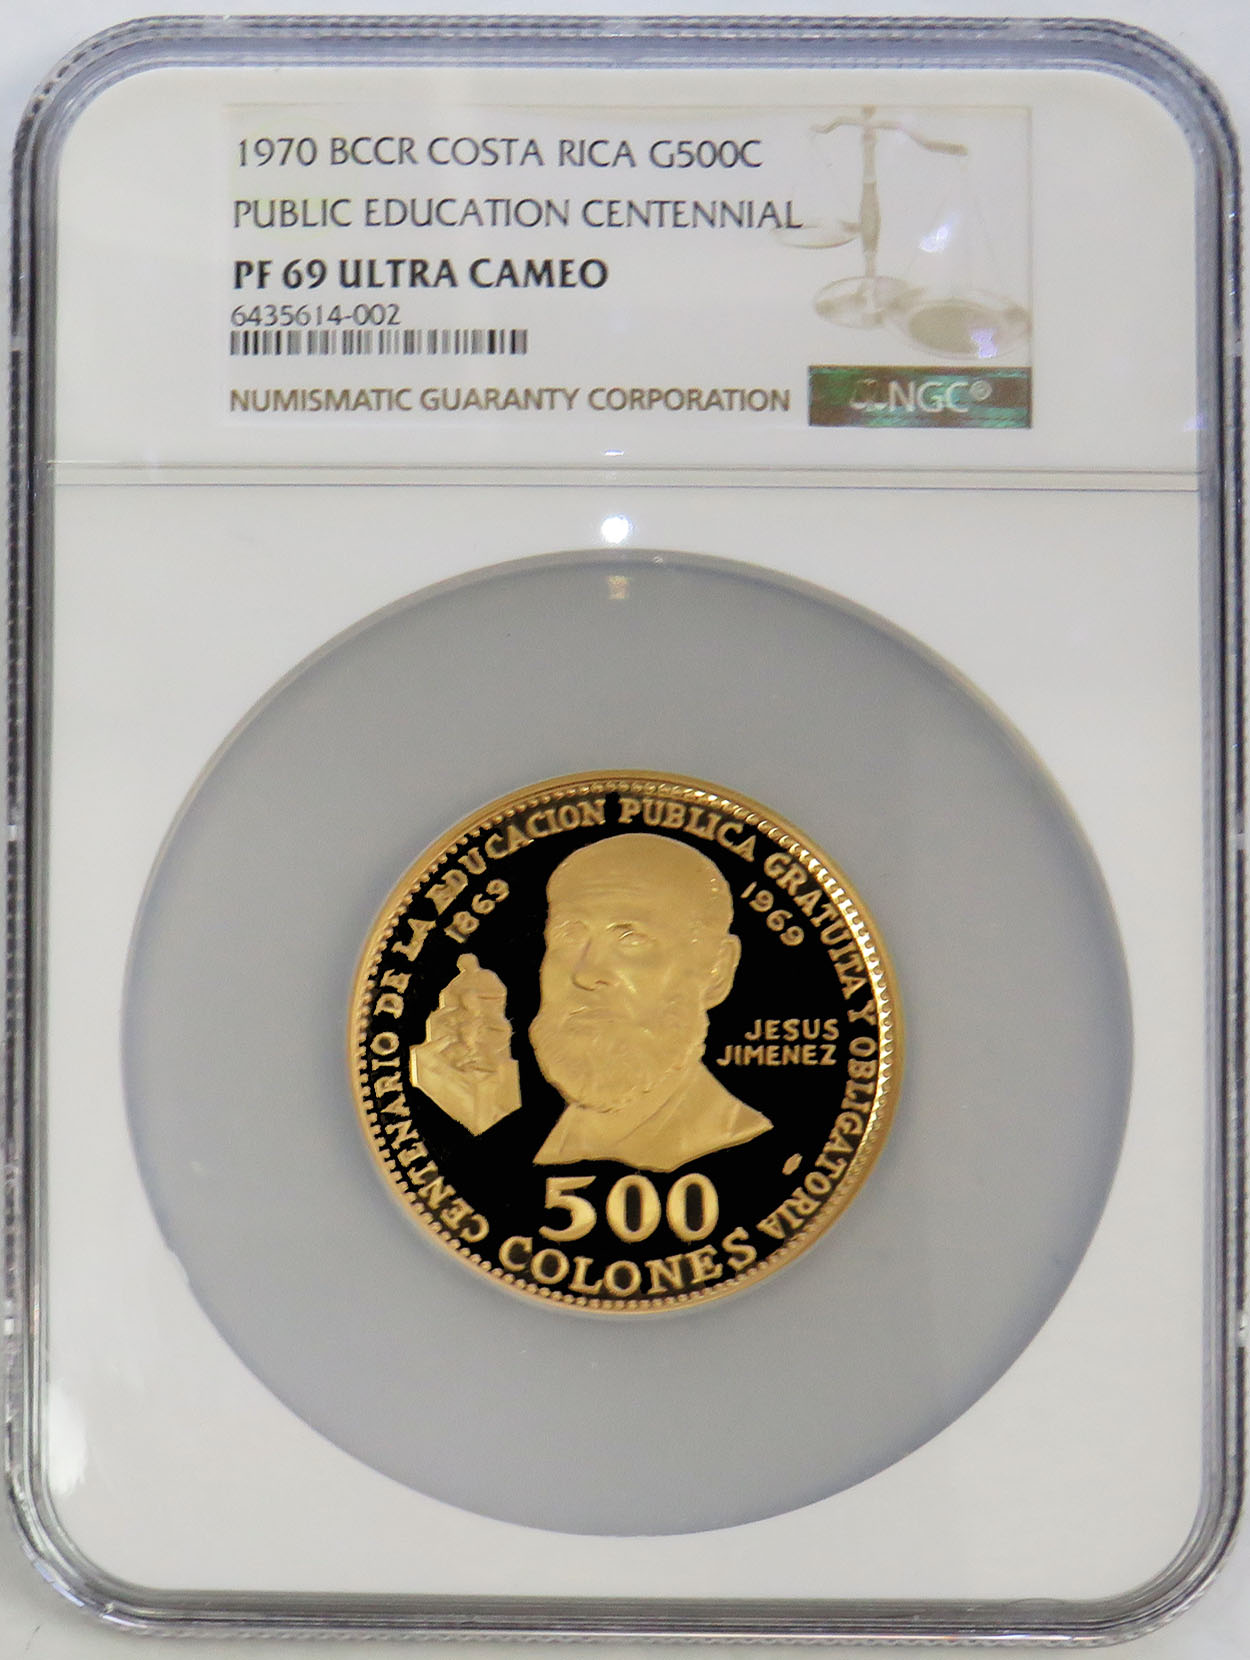 1970 BCCR COSTA RICA G500C
PUBLIC EDUCATION CENTENNIAL
PF 69 ULTRA CAMEO
6435614-002
NUMISMATIC GUARANTY CORPORATION
NGC®
CENTENARIO DE LA EDUCACION PUBLICA GRATUITA Y OBLIGATORIA
1869
1969
JESUS
JIMENEZ
500
COLONES